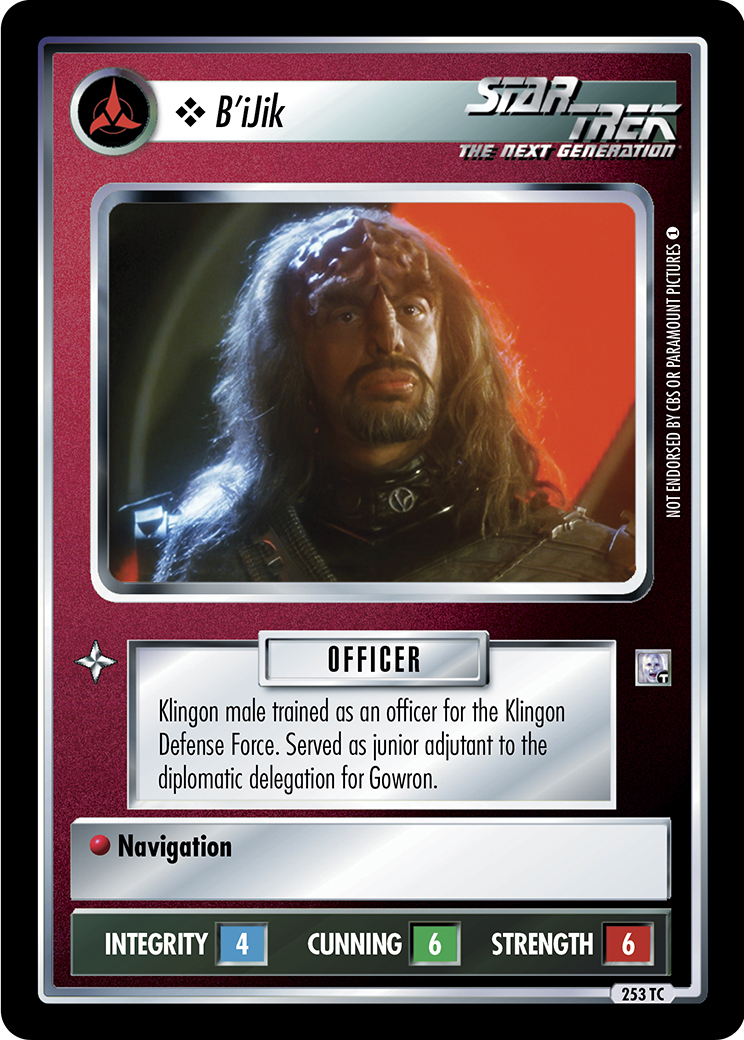 ❖ B'iJik
STAR TREK
THE NEXT GENERATION
NOT ENDORSED BY CBS OR PARAMOUNT PICTURES 1
OFFICER
Klingon male trained as an officer for the Klingon
Defense Force. Served as junior adjutant to the
diplomatic delegation for Gowron.
T
Navigation
INTEGRITY 4 CUNNING 6 STRENGTH 6
253 TC